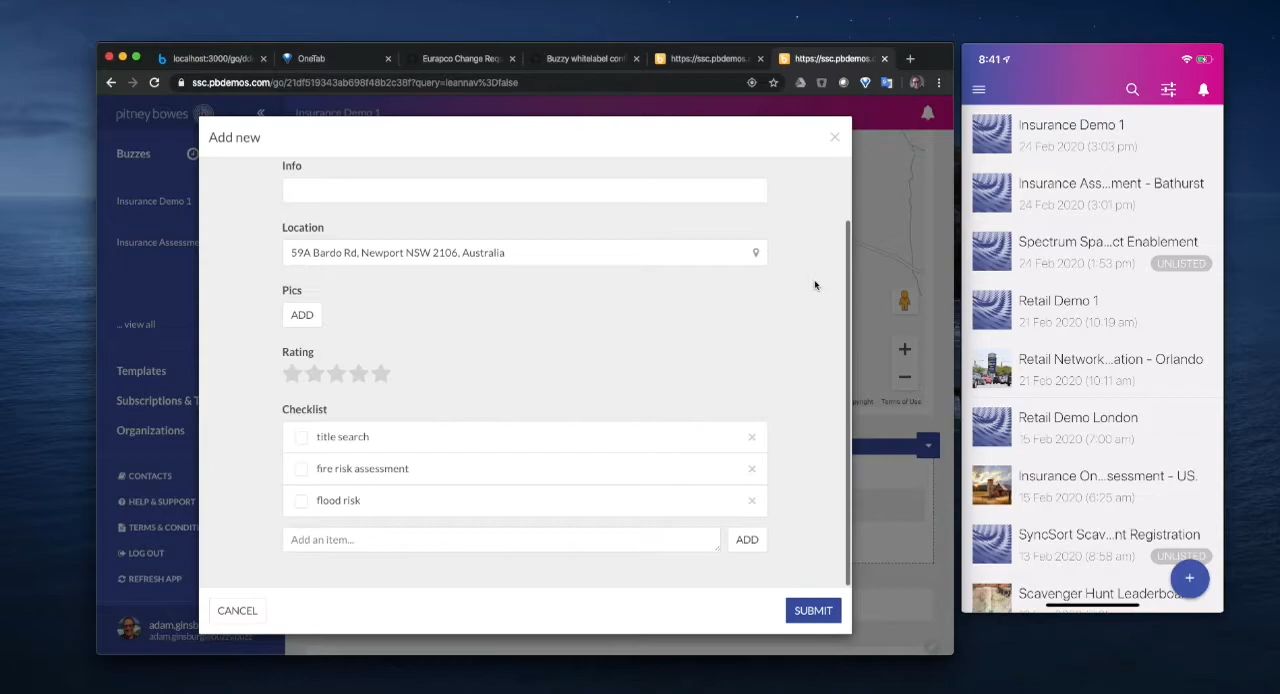 localhost:3000/go/dd
OneTab
Eurapco Change Req
Buzzy whitelabel conf
https://ssc.pbdemos.
https://ssc.pbdemos.
ssc.pbdemos.com/go/21df519343ab698f48b2c38f?query=leannav%3Dfalse
pitney bowes
Insurance Demo 1
Buzzes
Insurance Demo 1
Insurance Assessme
... view all
Templates
Subscriptions & T
Organizations
CONTACTS
HELP & SUPPORT
TERMS & CONDITI
LOG OUT
REFRESH APP
adam.ginsb
Add new
Info
Location
59A Bardo Rd, Newport NSW 2106, Australia
Pics
ADD
Rating
Checklist
title search
fire risk assessment
flood risk
Add an item...
ADD
CANCEL
SUBMIT
Terms of Use
8:41
Insurance Demo 1
24 Feb 2020 (3:03 pm)
Insurance Ass...ment - Bathurst
24 Feb 2020 (3:01 pm)
Spectrum Spa...ct Enablement
24 Feb 2020 (1:53 pm) UNLISTED
Retail Demo 1
21 Feb 2020 (10:19 am)
Retail Network...ation - Orlando
21 Feb 2020 (10:11 am)
Retail Demo London
15 Feb 2020 (7:00 am)
Insurance On...sessment - US.
15 Feb 2020 (6:25 am)
SyncSort Scav...nt Registration
13 Feb 2020 (8:58 am) UNLISTED
Scavenger Hunt Leaderboa